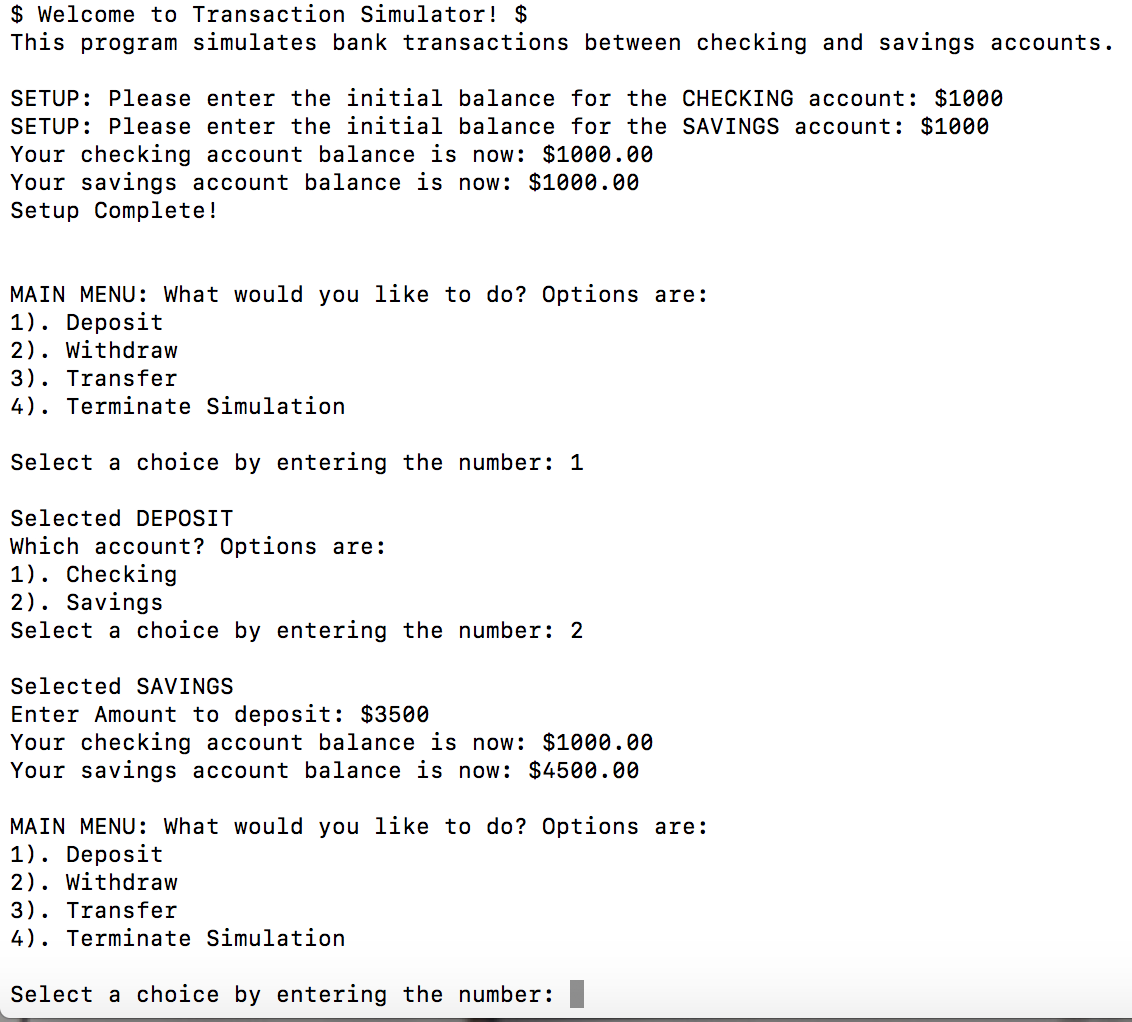 $ Welcome to Transaction Simulator! $
This program simulates bank transactions between checking and savings accounts.
SETUP: Please enter the initial balance for the CHECKING account: $1000
SETUP: Please enter the initial balance for the SAVINGS account: $1000
Your checking account balance is now: $1000.00
Your savings account balance is now: $1000.00
Setup Complete!
MAIN MENU: What would you like to do? Options are:
1). Deposit
2). Withdraw
3). Transfer
4). Terminate Simulation
Select a choice by entering the number: 1
Selected DEPOSIT
Which account? Options are:
1). Checking
2). Savings
Select a choice by entering the number: 2
Selected SAVINGS
Enter Amount to deposit: $3500
Your checking account balance is now: $1000.00
Your savings account balance is now: $4500.00
MAIN MENU: What would you like to do? Options are:
1). Deposit
2). Withdraw
3). Transfer
4). Terminate Simulation
Select a choice by entering the number: